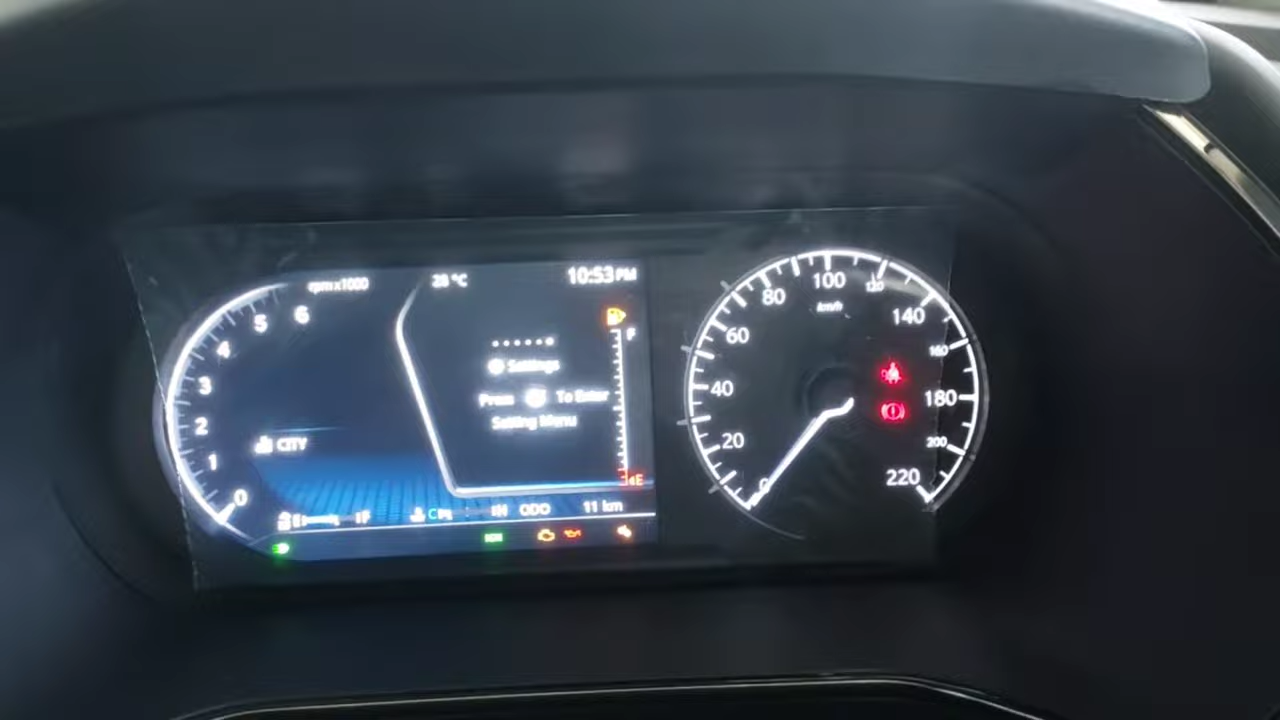 rpm x1000
28 °C
10:53 PM
0
1
2
3
4
5
6
CITY
Settings
Press To Enter
Setting Menu
F
E
ODO 11 km
0
20
40
60
80
100
120
140
160
180
200
220
km/h